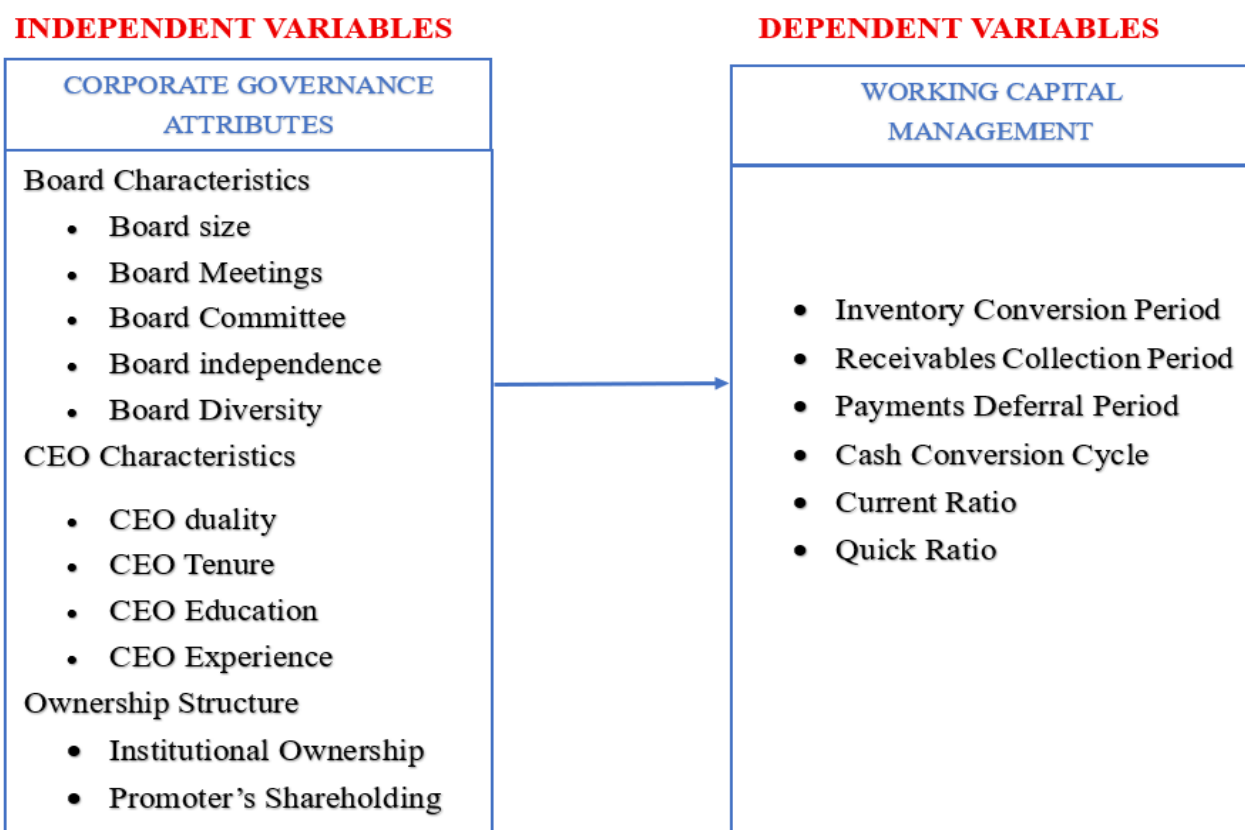 INDEPENDENT VARIABLES
CORPORATE GOVERNANCE
ATTRIBUTES
Board Characteristics
• Board size
• Board Meetings
• Board Committee
• Board independence
• Board Diversity
CEO Characteristics
• CEO duality
• CEO Tenure
• CEO Education
• CEO Experience
Ownership Structure
• Institutional Ownership
• Promoter’s Shareholding
DEPENDENT VARIABLES
WORKING CAPITAL
MANAGEMENT
• Inventory Conversion Period
• Receivables Collection Period
• Payments Deferral Period
• Cash Conversion Cycle
• Current Ratio
• Quick Ratio